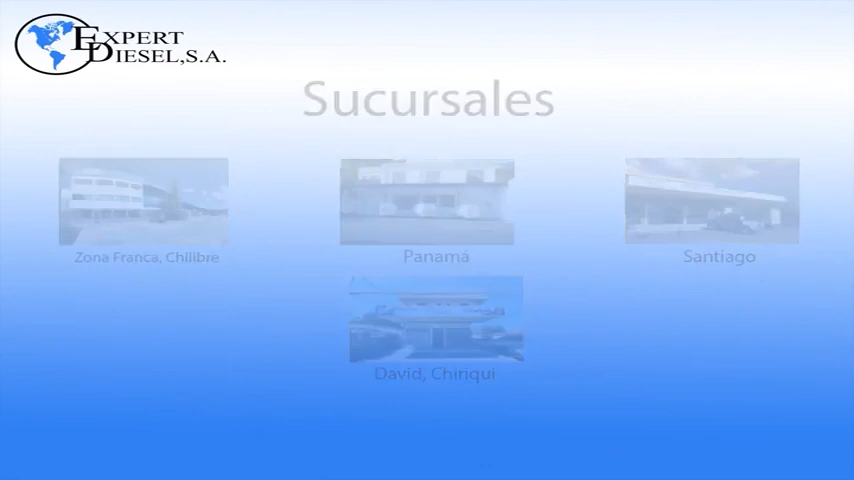 EXPERT
DIESEL,S.A.
Sucursales
Zona Franca, Chilibre
Panamá
Santiago
David, Chiriqui